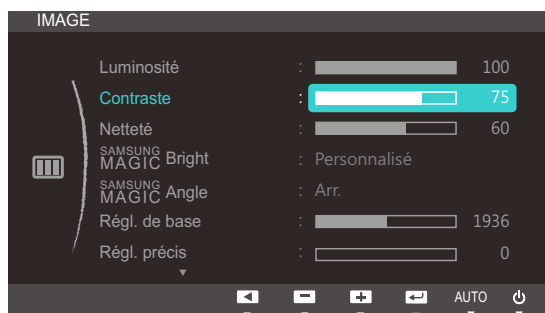 IMAGE
Luminosité : 100
Contraste : 75
Netteté : 60
SAMSUNG MAGIC Bright : Personnalisé
SAMSUNG MAGIC Angle : Arr.
Régl. de base : 1936
Régl. précis : 0
AUTO